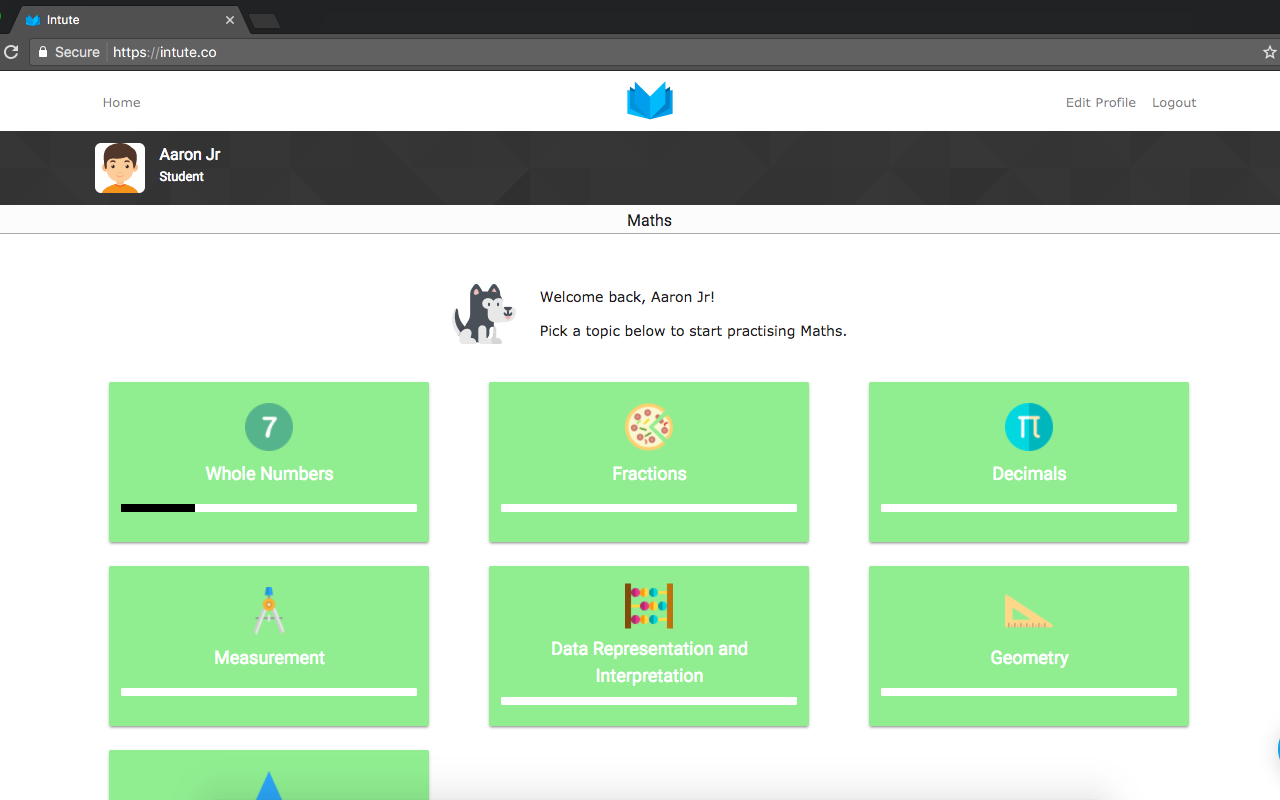 Intute
Secure https://intute.co
Home
Edit Profile Logout
Aaron Jr
Student
Maths
Welcome back, Aaron Jr!
Pick a topic below to start practising Maths.
7
Whole Numbers
Fractions
π
Decimals
Measurement
Data Representation and
Interpretation
Geometry